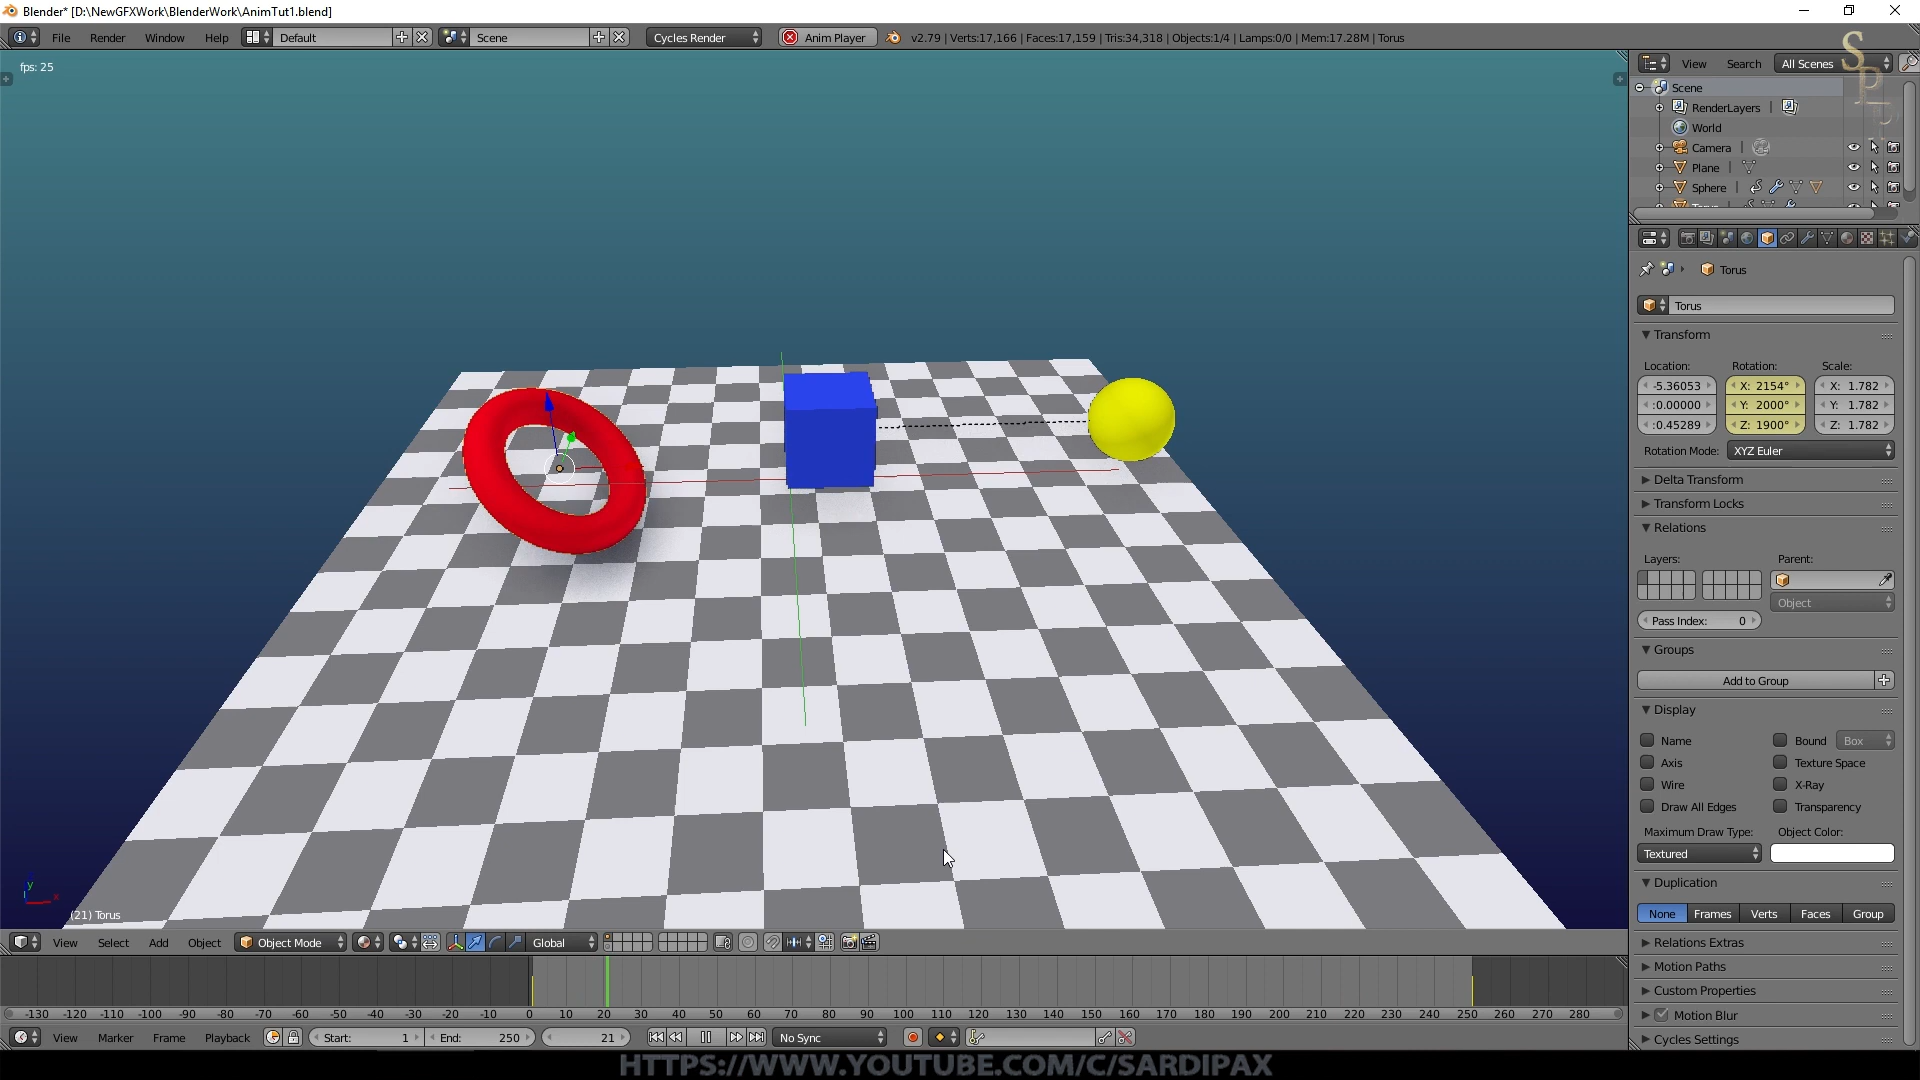 Blender* [D:\NewGFXWork\BlenderWork\AnimTut1.blend]
File Render Window Help Default Scene Cycles Render Anim Player v2.79 | Verts:17,166 | Faces:17,159 | Tris:34,318 | Objects:1/4 | Lamps:0/0 | Mem:17.28M | Torus
fps: 25
View Search All Scenes
SP
Scene
RenderLayers
World
Camera
Plane
Sphere
Torus
Torus
Transform
Location: Rotation: Scale:
-5.36053 X: 2154° X: 1.782
:0.00000 Y: 2000° Y: 1.782
:0.45289 Z: 1900° Z: 1.782
Rotation Mode: XYZ Euler
Delta Transform
Transform Locks
Relations
Layers: Parent:
Object
Pass Index: 0
Groups
Add to Group
Display
Name Bound Box
Axis Texture Space
Wire X-Ray
Draw All Edges Transparency
Maximum Draw Type: Object Color:
Textured
Duplication
None Frames Verts Faces Group
Relations Extras
Motion Paths
Custom Properties
Motion Blur
Cycles Settings
y
x
(21) Torus
View Select Add Object Object Mode Global
-130 -120 -110 -100 -90 -80 -70 -60 -50 -40 -30 -20 -10 0 10 20 30 40 50 60 70 80 90 100 110 120 130 140 150 160 170 180 190 200 210 220 230 240 250 260 270 280
View Marker Frame Playback Start: 1 End: 250 21 No Sync
HTTPS://WWW.YOUTUBE.COM/C/SARDIPAX